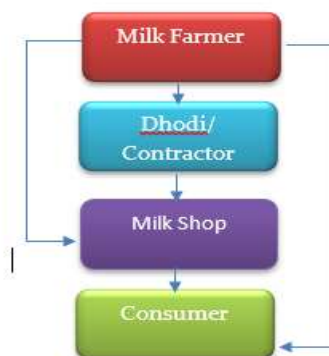 Milk Farmer
Dhodi/
Contractor
Milk Shop
Consumer